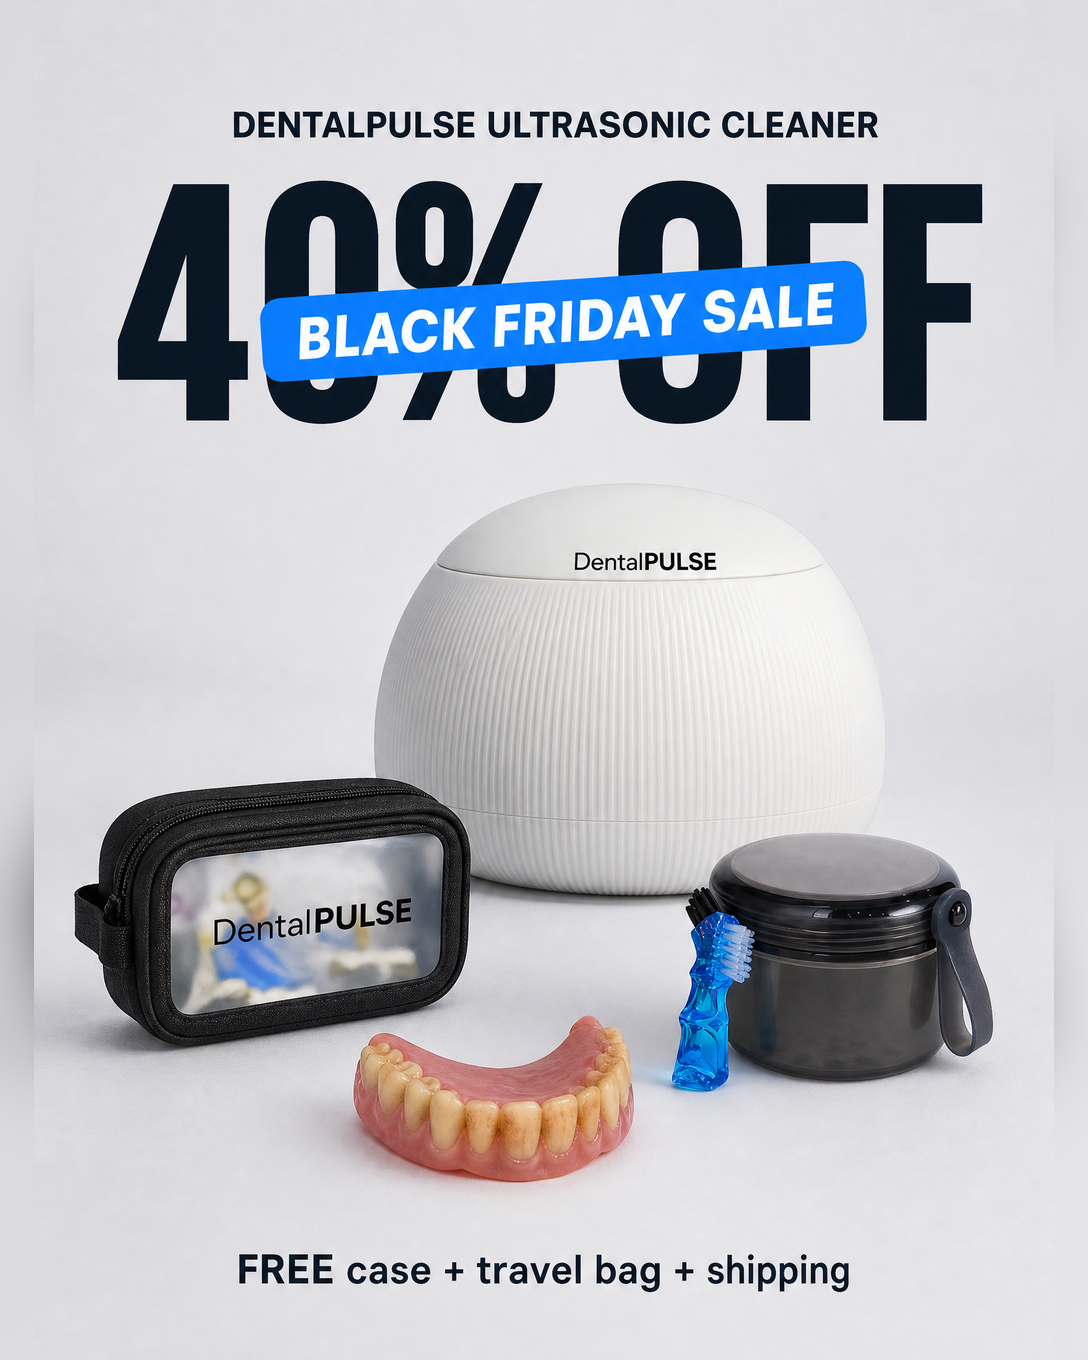 DENTALPULSE ULTRASONIC CLEANER
40% OFF
BLACK FRIDAY SALE
DentalPULSE
DentalPULSE
FREE case + travel bag + shipping